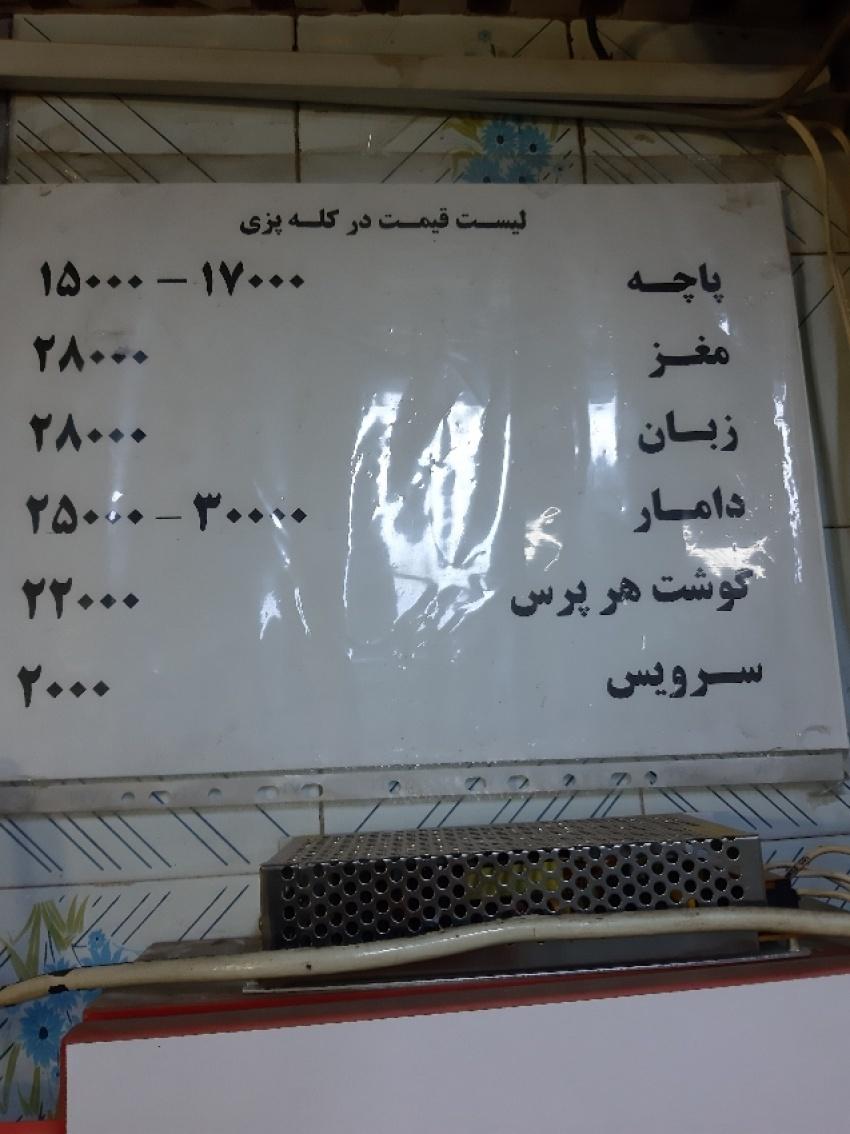 لیست قیمت در کله پزی
پاچه ۱۵۰۰۰ – ۱۷۰۰۰
مغز ۲۸۰۰۰
زبان ۲۸۰۰۰
دامار ۲۵۰۰۰ – ۳۰۰۰۰
گوشت هر پرس ۲۲۰۰۰
سرویس ۲۰۰۰